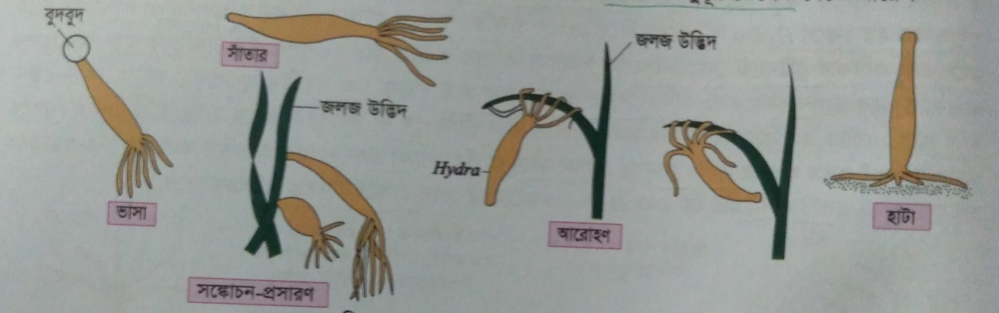 বুদবুদ
সাঁতার
জলজ উদ্ভিদ
জলজ উদ্ভিদ
Hydra
ভাসা
আরোহণ
হাটা
সঙ্কোচন-প্রসারণ